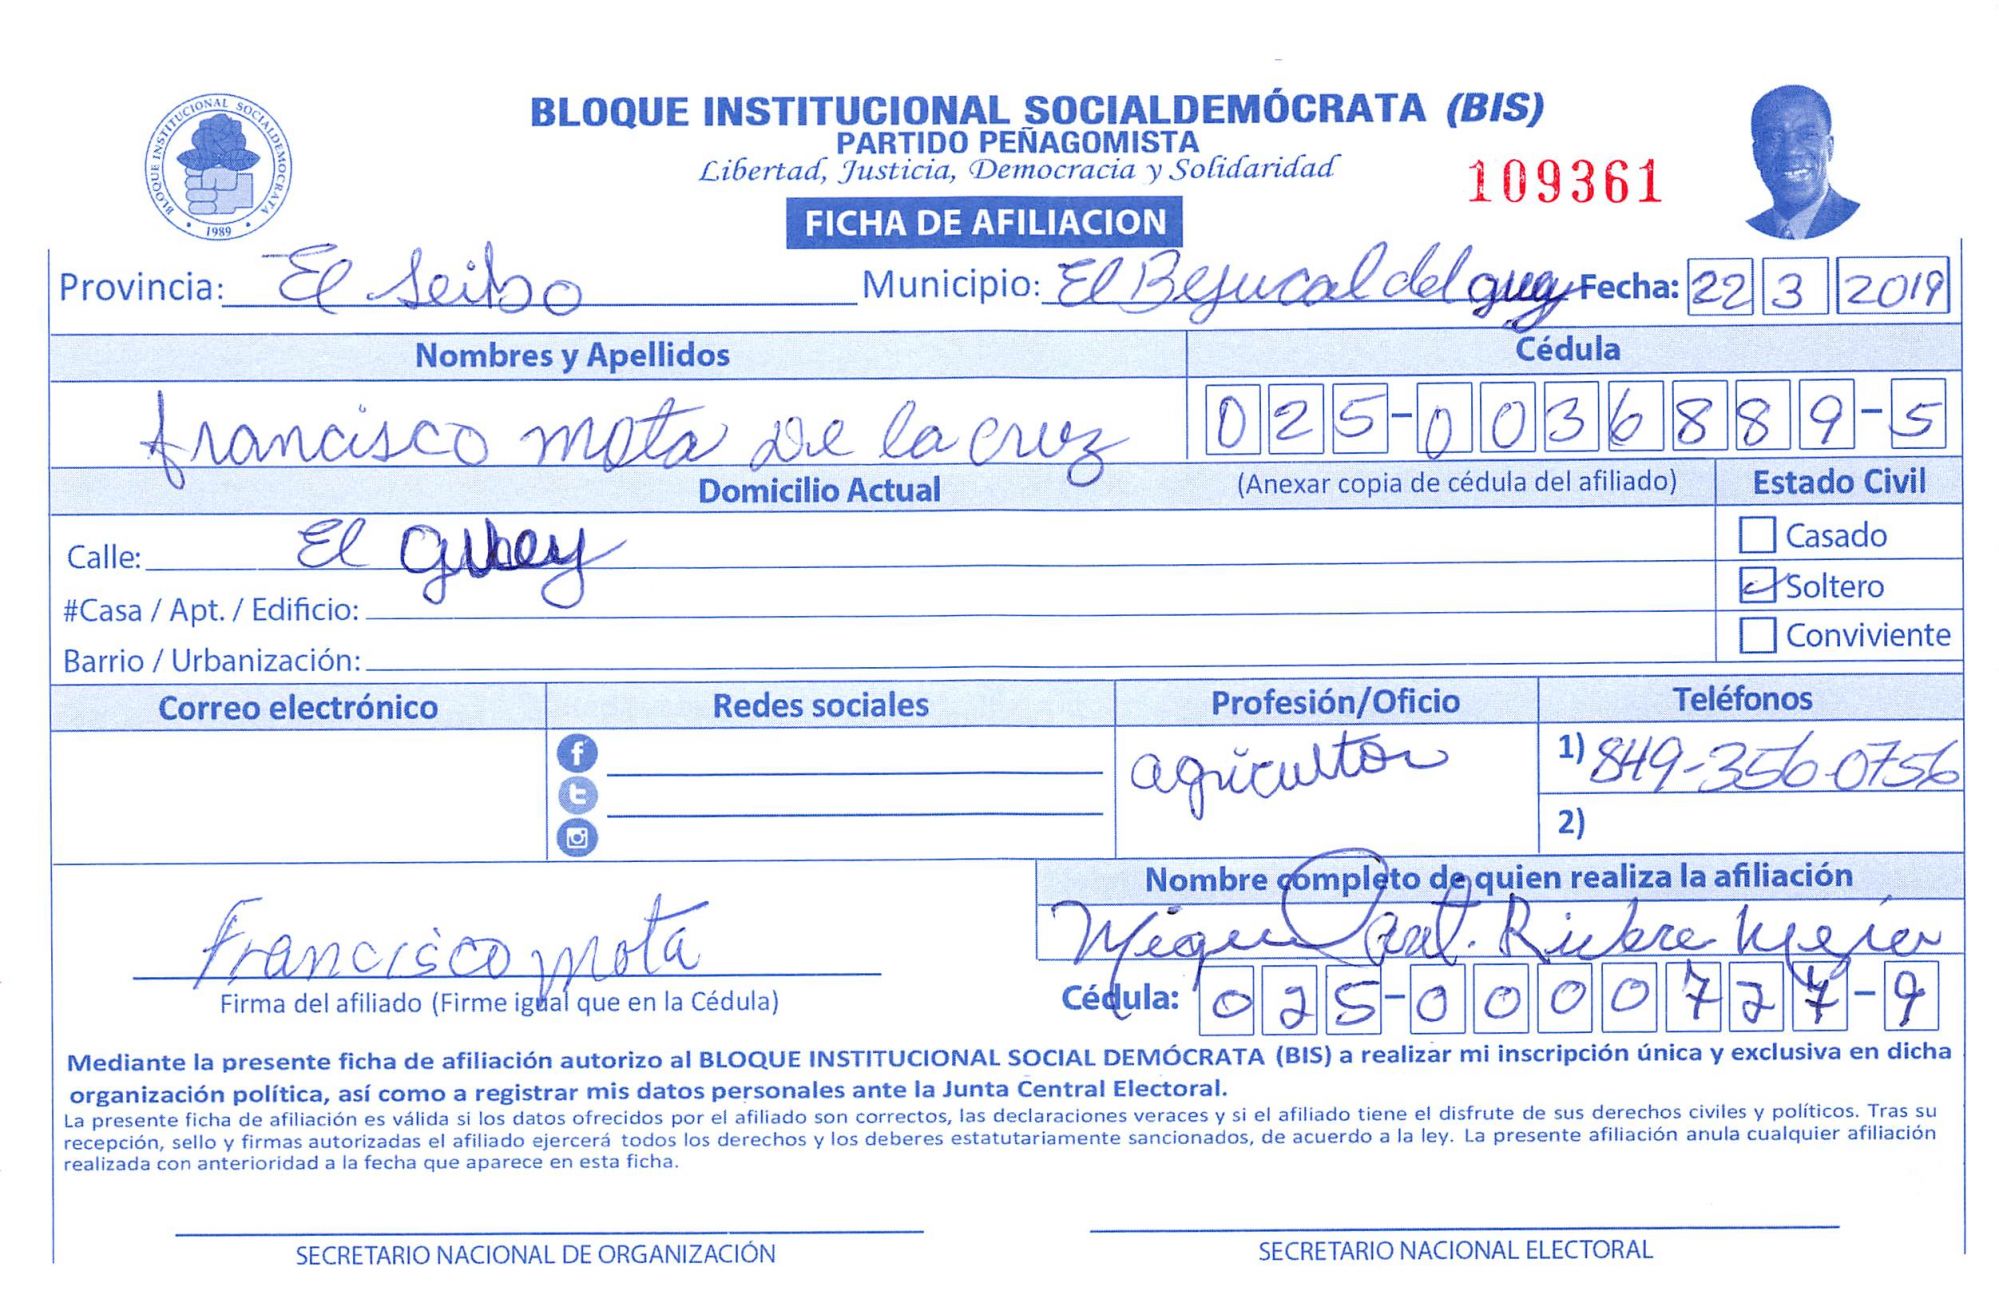 BLOQUE INSTITUCIONAL SOCIALDEMOCRATA
1989
BLOQUE INSTITUCIONAL SOCIALDEMÓCRATA (BIS)
PARTIDO PEÑAGOMISTA
Libertad, Justicia, Democracia y Solidaridad
109361
FICHA DE AFILIACION
Provincia: El Seibo Municipio: El Bejucal del Fecha: 22 3 2019
Nombres y Apellidos Cédula
Francisco mota De la cruz 025-0036889-5
Domicilio Actual (Anexar copia de cédula del afiliado) Estado Civil
Calle: El Casado
#Casa / Apt. / Edificio: Soltero
Barrio / Urbanización: Conviviente
Correo electrónico Redes sociales Profesión/Oficio Teléfonos
agricultor 1) 849-356-0756
2)
Nombre completo de quien realiza la afiliación
Francisco mota
Firma del afiliado (Firme igual que en la Cédula)
Cédula: 025-0000727-9
Mediante la presente ficha de afiliación autorizo al BLOQUE INSTITUCIONAL SOCIAL DEMÓCRATA (BIS) a realizar mi inscripción única y exclusiva en dicha
organización política, así como a registrar mis datos personales ante la Junta Central Electoral.
La presente ficha de afiliación es válida si los datos ofrecidos por el afiliado son correctos, las declaraciones veraces y si el afiliado tiene el disfrute de sus derechos civiles y políticos. Tras su
recepción, sello y firmas autorizadas el afiliado ejercerá todos los derechos y los deberes estatutariamente sancionados, de acuerdo a la ley. La presente afiliación anula cualquier afiliación
realizada con anterioridad a la fecha que aparece en esta ficha.
SECRETARIO NACIONAL DE ORGANIZACIÓN SECRETARIO NACIONAL ELECTORAL